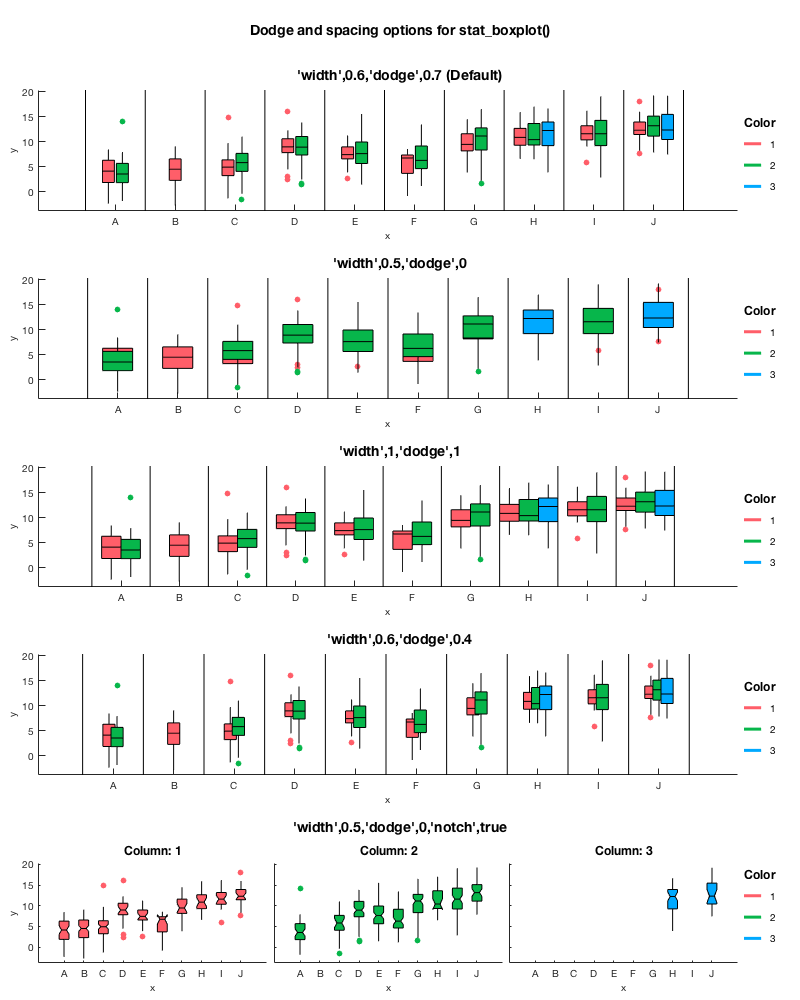 Dodge and spacing options for stat_boxplot()
'width',0.6,'dodge',0.7 (Default)
20
15
10
5
0
y
A B C D E F G H I J
x
Color
1
2
3
'width',0.5,'dodge',0
20
15
10
5
0
y
A B C D E F G H I J
x
Color
1
2
3
'width',1,'dodge',1
20
15
10
5
0
y
A B C D E F G H I J
x
Color
1
2
3
'width',0.6,'dodge',0.4
20
15
10
5
0
y
A B C D E F G H I J
x
Color
1
2
3
'width',0.5,'dodge',0,'notch',true
Column: 1
20
15
10
5
0
y
A B C D E F G H I J
x
Column: 2
A B C D E F G H I J
x
Column: 3
A B C D E F G H I J
x
Color
1
2
3